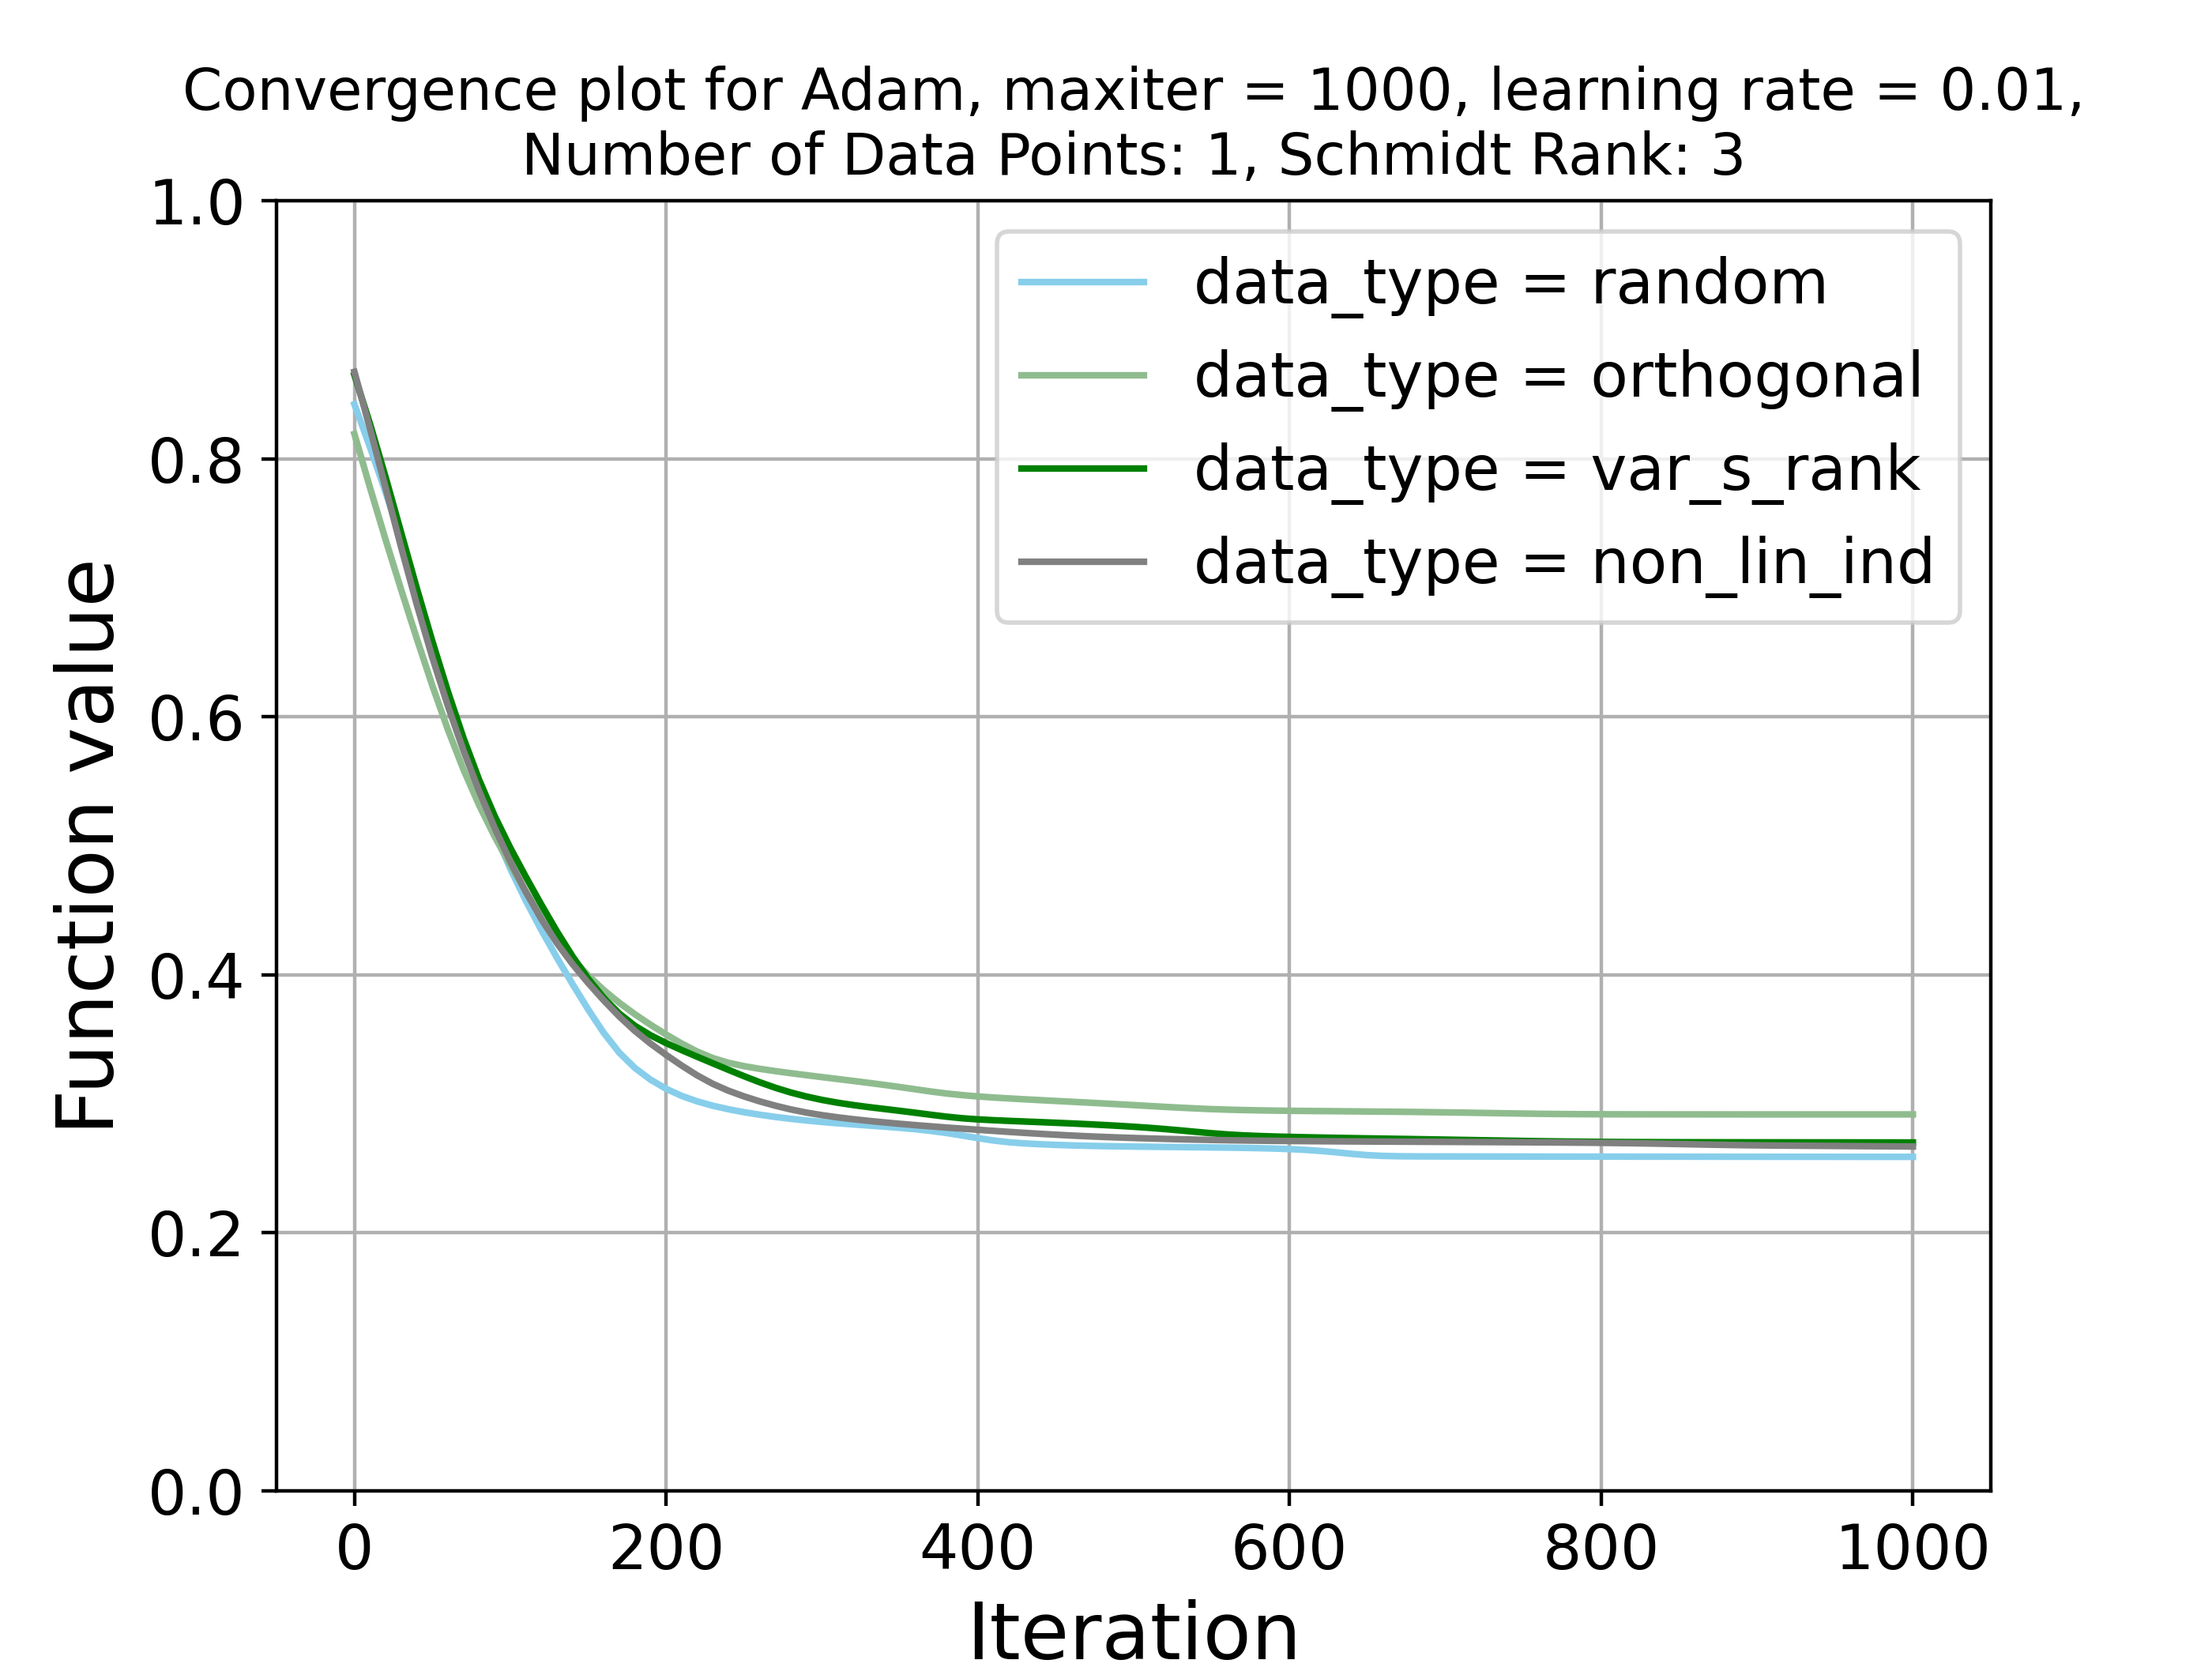 Convergence plot for Adam, maxiter = 1000, learning rate = 0.01,
Number of Data Points: 1, Schmidt Rank: 3
1.0
0.8
0.6
0.4
0.2
0.0
Function value
data_type = random
data_type = orthogonal
data_type = var_s_rank
data_type = non_lin_ind
0 200 400 600 800 1000
Iteration